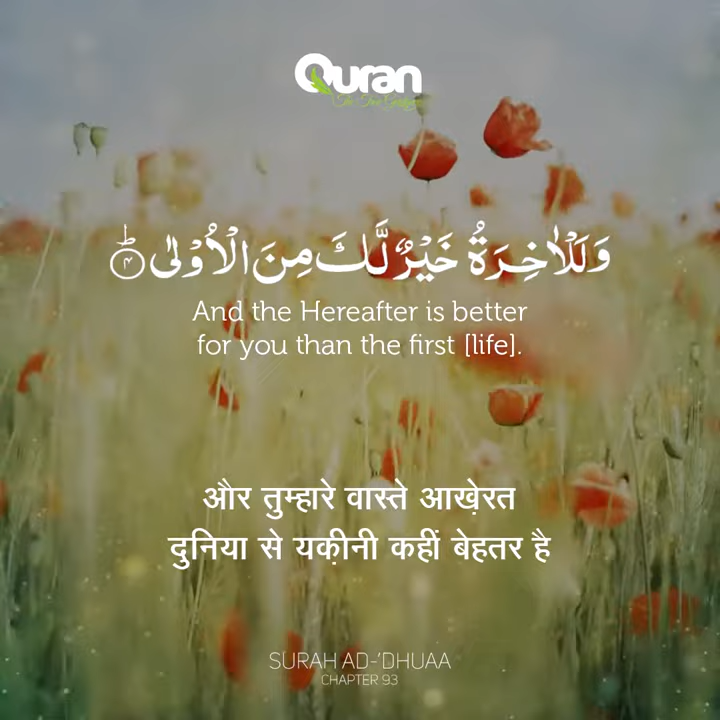 Quran
وَلَلْاٰخِرَةُ خَيْرٌ لَّكَ مِنَ الْاُوْلٰى ؕ ۴
And the Hereafter is better
for you than the first [life].
और तुम्हारे वास्ते आख़ेरत
दुनिया से यक़ीनी कहीं बेहतर है
SURAH AD-'DHUAA
CHAPTER 93